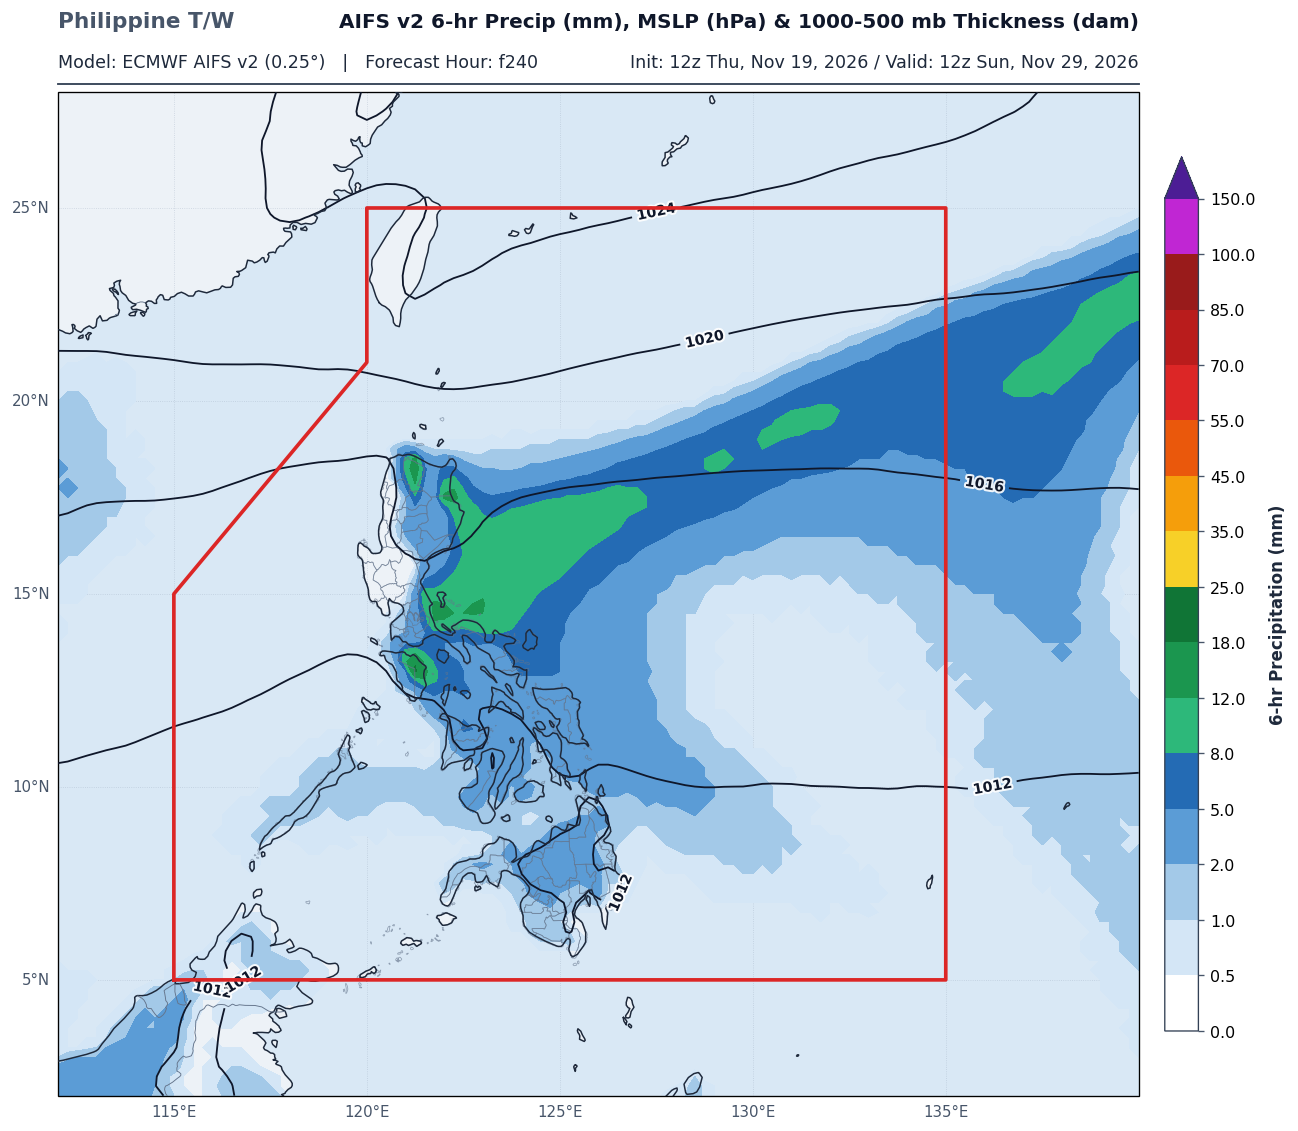 Philippine T/W
AIFS v2 6-hr Precip (mm), MSLP (hPa) & 1000-500 mb Thickness (dam)
Model: ECMWF AIFS v2 (0.25°) | Forecast Hour: f240
Init: 12z Thu, Nov 19, 2026 / Valid: 12z Sun, Nov 29, 2026
25°N
20°N
15°N
10°N
5°N
115°E
120°E
125°E
130°E
135°E
1024
1020
1016
1012
1012
1012
1012
150.0
100.0
85.0
70.0
55.0
45.0
35.0
25.0
18.0
12.0
8.0
5.0
2.0
1.0
0.5
0.0
6-hr Precipitation (mm)